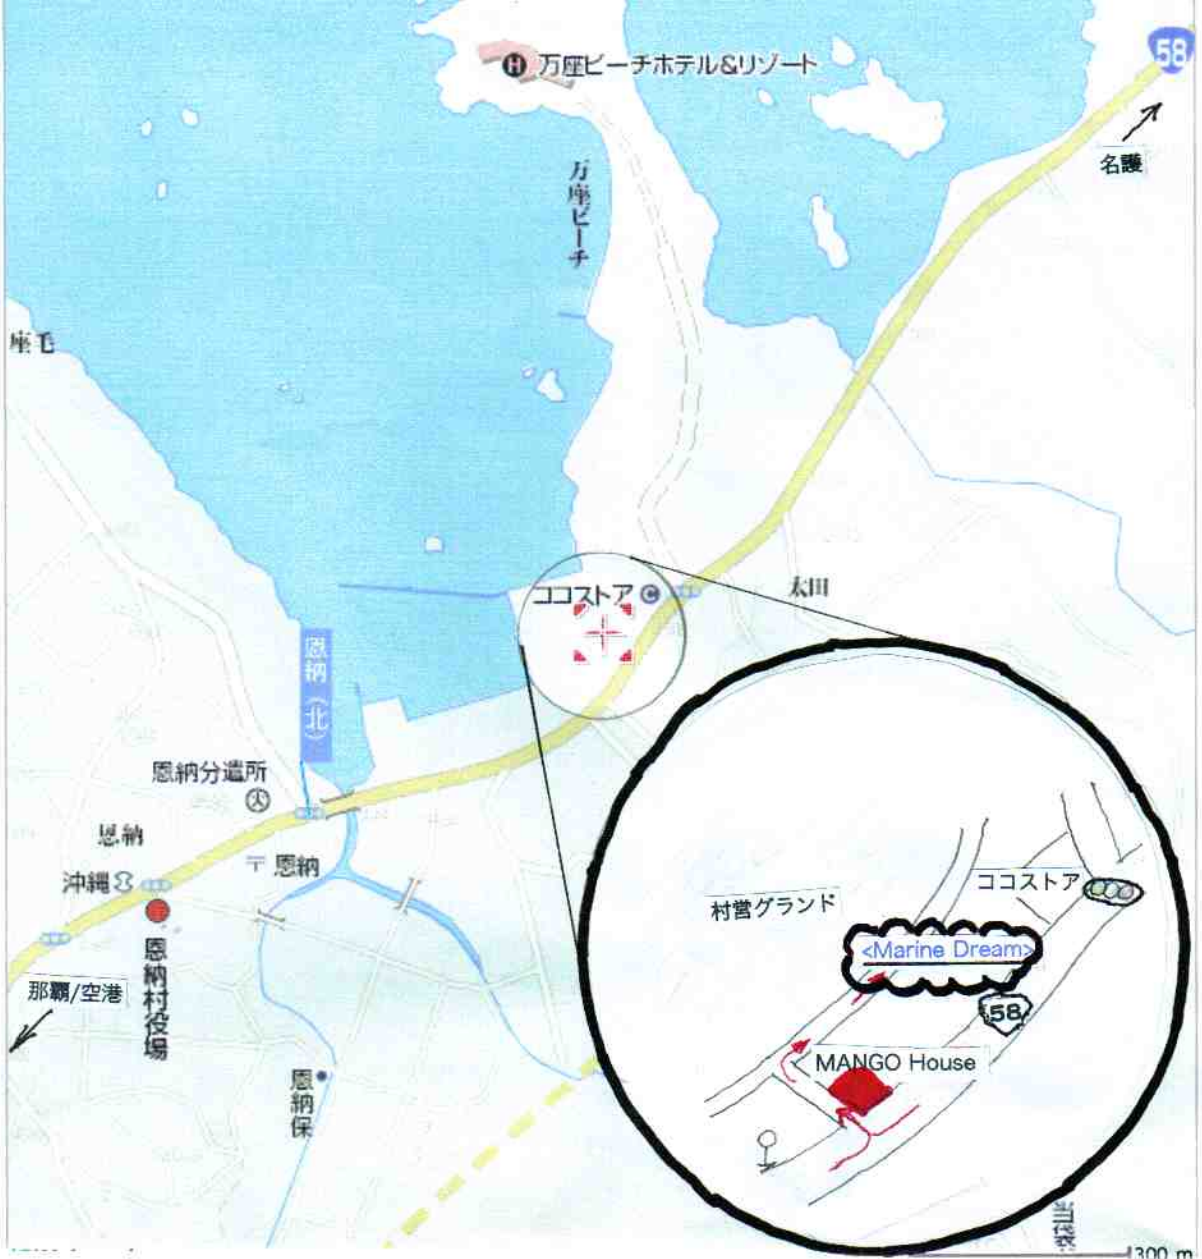 58
万座ビーチホテル&リゾート
名護
万座ビーチ
座毛
ココストア
太田
恩納(北)
恩納分遣所
恩納
沖縄
〒恩納
恩納村役場
那覇/空港
恩納
ココストア
村営グランド
<Marine Dream>
58
MANGO House
当袋
300 m